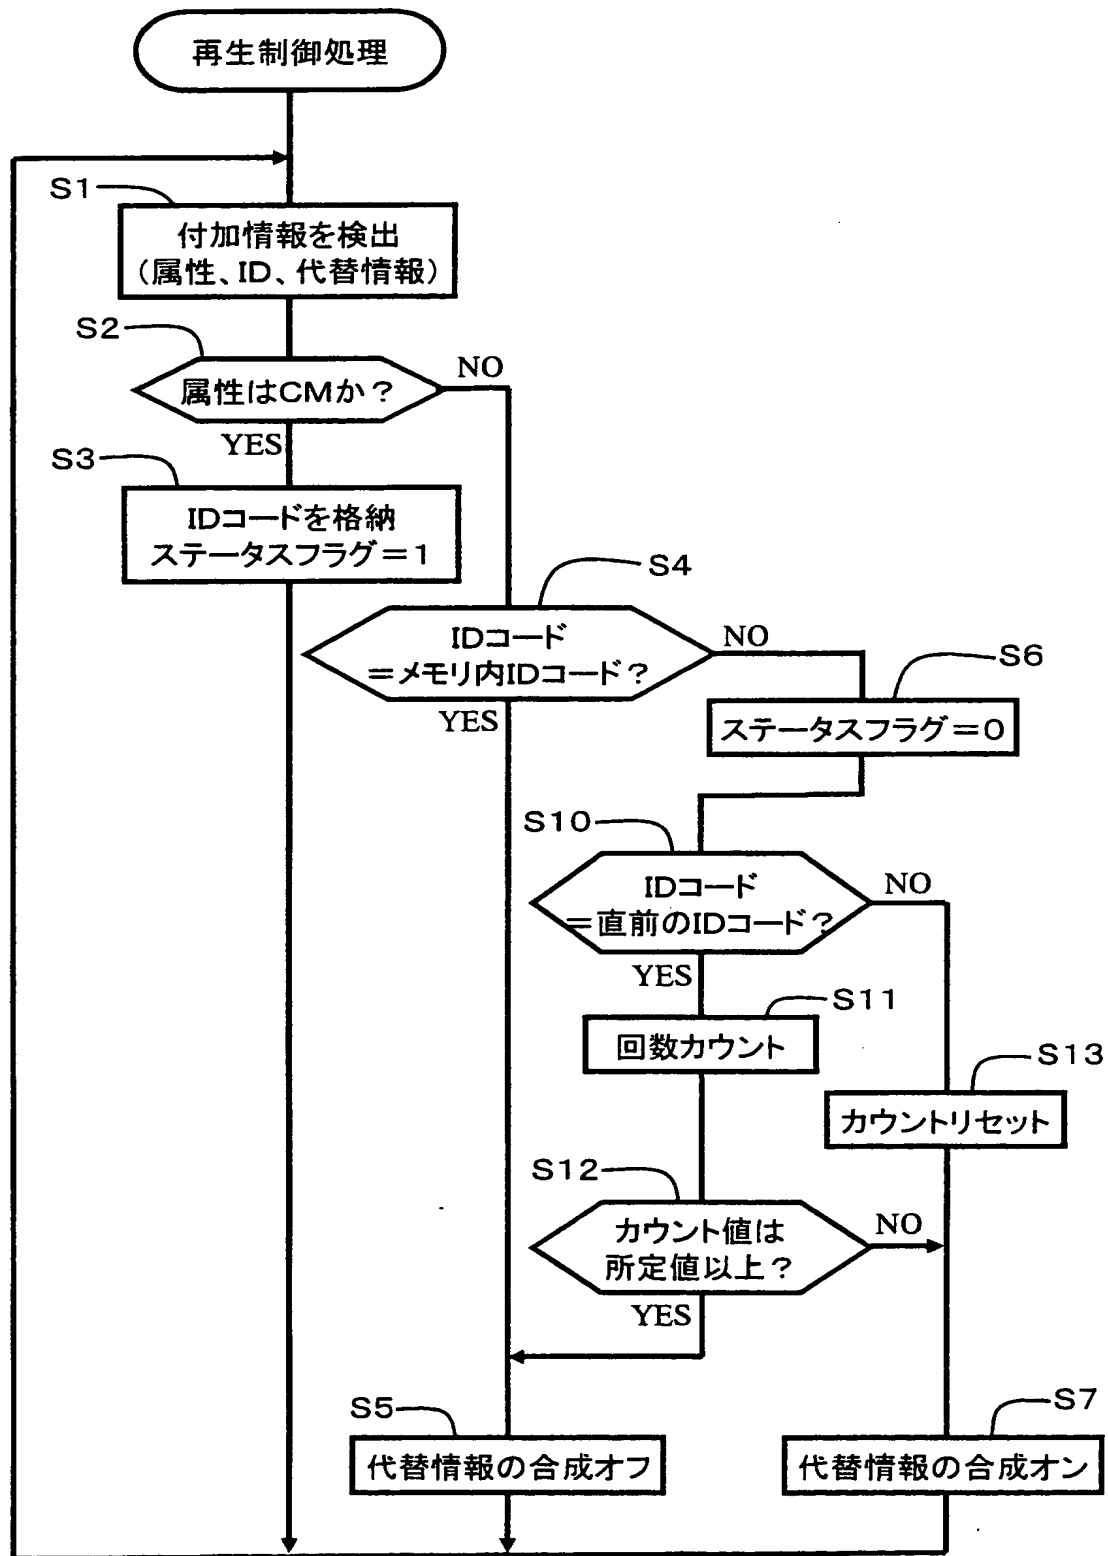 再生制御処理
S1
付加情報を検出
(属性、ID、代替情報)
S2
属性はCMか?
NO
YES
S3
IDコードを格納
ステータスフラグ=1
S4
IDコード
=メモリ内IDコード?
NO
YES
S6
ステータスフラグ=0
S10
IDコード
=直前のIDコード?
NO
YES
S11
回数カウント
S13
カウントリセット
S12
カウント値は
所定値以上?
NO
YES
S5
代替情報の合成オフ
S7
代替情報の合成オン